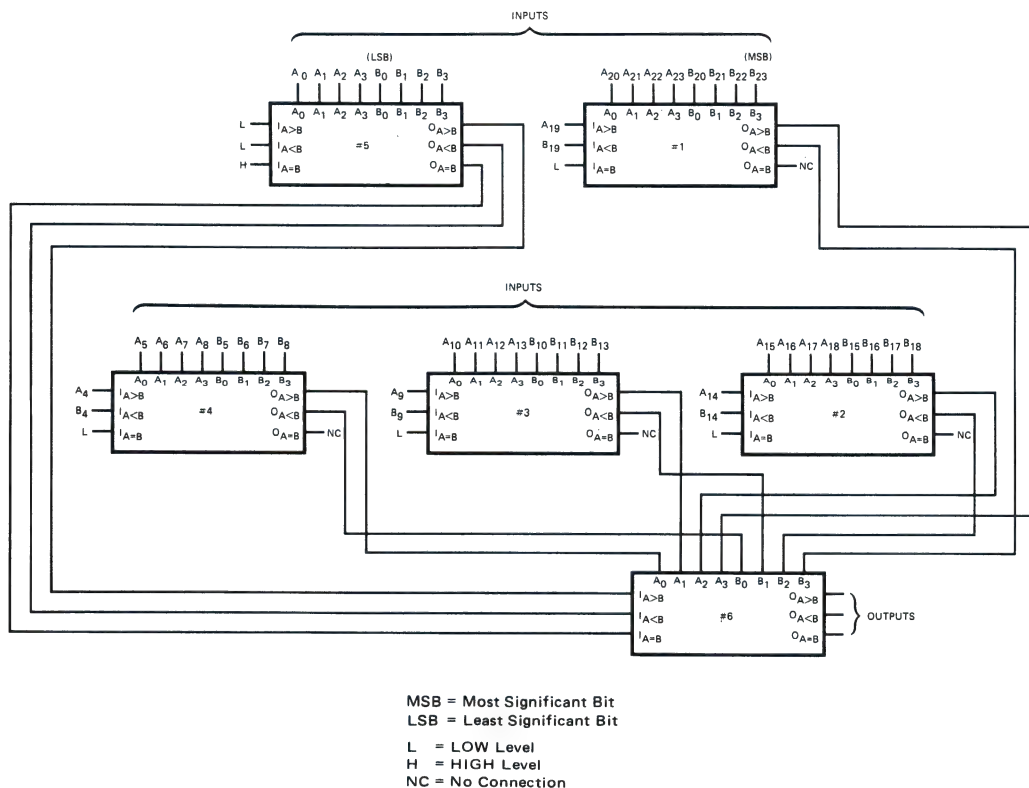 INPUTS
(LSB) (MSB)
A0 A1 A2 A3 B0 B1 B2 B3 A20 A21 A22 A23 B20 B21 B22 B23
A0 A1 A2 A3 B0 B1 B2 B3 A0 A1 A2 A3 B0 B1 B2 B3
L IA>B OA>B A19 IA>B OA>B
L IA<B #5 OA<B B19 IA<B #1 OA<B
H IA=B OA=B L IA=B OA=B NC
INPUTS
A5 A6 A7 A8 B5 B6 B7 B8 A10 A11 A12 A13 B10 B11 B12 B13 A15 A16 A17 A18 B15 B16 B17 B18
A0 A1 A2 A3 B0 B1 B2 B3 A0 A1 A2 A3 B0 B1 B2 B3 A0 A1 A2 A3 B0 B1 B2 B3
A4 IA>B OA>B A9 IA>B OA>B A14 IA>B OA>B
B4 IA<B #4 OA<B B9 IA<B #3 OA<B B14 IA<B #2 OA<B
L IA=B OA=B NC L IA=B OA=B NC L IA=B OA=B NC
A0 A1 A2 A3 B0 B1 B2 B3
IA>B OA>B
IA<B #6 OA<B OUTPUTS
IA=B OA=B
MSB = Most Significant Bit
LSB = Least Significant Bit
L = LOW Level
H = HIGH Level
NC = No Connection